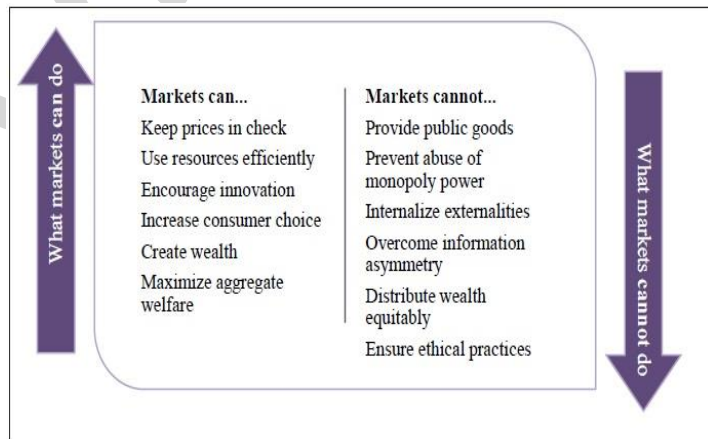 What markets can do
Markets can...
Keep prices in check
Use resources efficiently
Encourage innovation
Increase consumer choice
Create wealth
Maximize aggregate
welfare
Markets cannot...
Provide public goods
Prevent abuse of
monopoly power
Internalize externalities
Overcome information
asymmetry
Distribute wealth
equitably
Ensure ethical practices
What markets cannot do